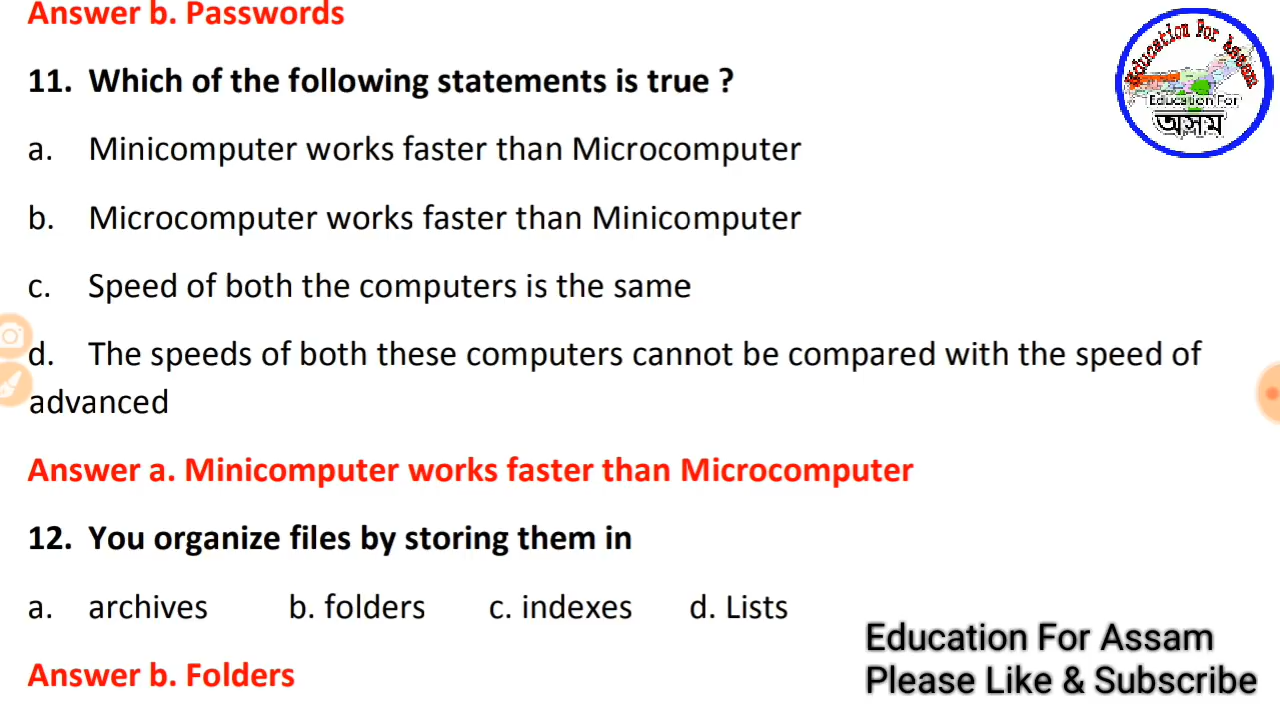 Answer b. Passwords
11. Which of the following statements is true ?
a. Minicomputer works faster than Microcomputer
b. Microcomputer works faster than Minicomputer
c. Speed of both the computers is the same
d. The speeds of both these computers cannot be compared with the speed of
advanced
Answer a. Minicomputer works faster than Microcomputer
12. You organize files by storing them in
a. archives b. folders c. indexes d. Lists
Answer b. Folders
Education For Assam
Education For
অসম
Education For Assam
Please Like & Subscribe